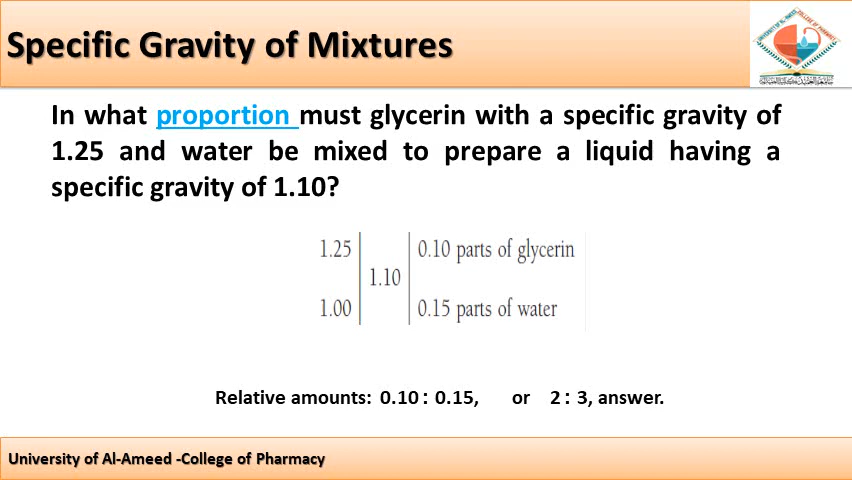 Specific Gravity of Mixtures
In what proportion must glycerin with a specific gravity of
1.25 and water be mixed to prepare a liquid having a
specific gravity of 1.10?
1.25 0.10 parts of glycerin
1.10
1.00 0.15 parts of water
Relative amounts: 0.10 : 0.15, or 2 : 3, answer.
University of Al-Ameed -College of Pharmacy